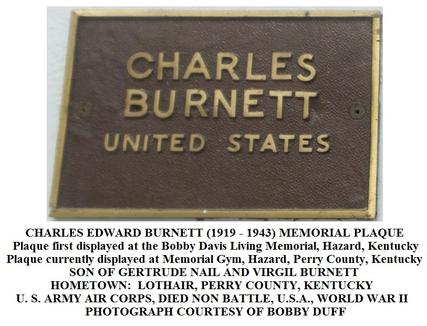 CHARLES
BURNETT
UNITED STATES
CHARLES EDWARD BURNETT (1919 - 1943) MEMORIAL PLAQUE
Plaque first displayed at the Bobby Davis Living Memorial, Hazard, Kentucky
Plaque currently displayed at Memorial Gym, Hazard, Perry County, Kentucky
SON OF GERTRUDE NAIL AND VIRGIL BURNETT
HOMETOWN:  LOTHAIR, PERRY COUNTY, KENTUCKY
U. S. ARMY AIR CORPS, DIED NON BATTLE, U.S.A., WORLD WAR II
PHOTOGRAPH COURTESY OF BOBBY DUFF